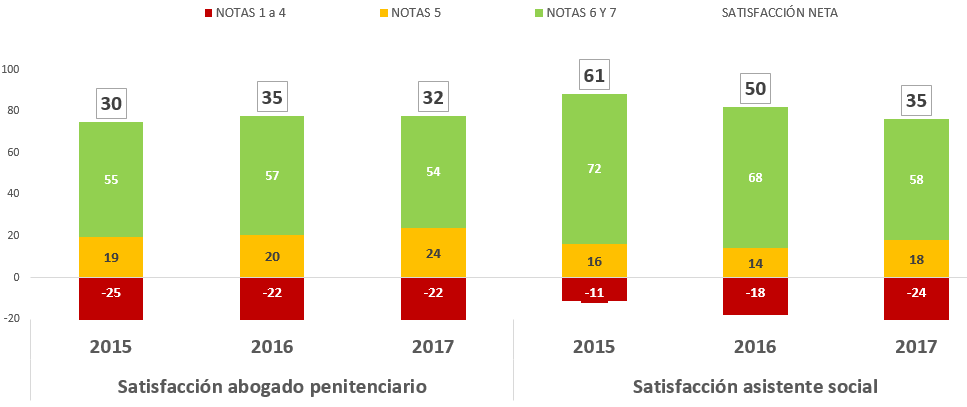 NOTAS 1 a 4 NOTAS 5 NOTAS 6 Y 7 SATISFACCIÓN NETA
61
50
100
30 35 32 35
80
60
72
55 57 54 68 58
40
20
19 20 24 16 14 18
0
-25 -22 -22 -11 -18 -24
-20
2015 2016 2017 2015 2016 2017
Satisfacción abogado penitenciario Satisfacción asistente social